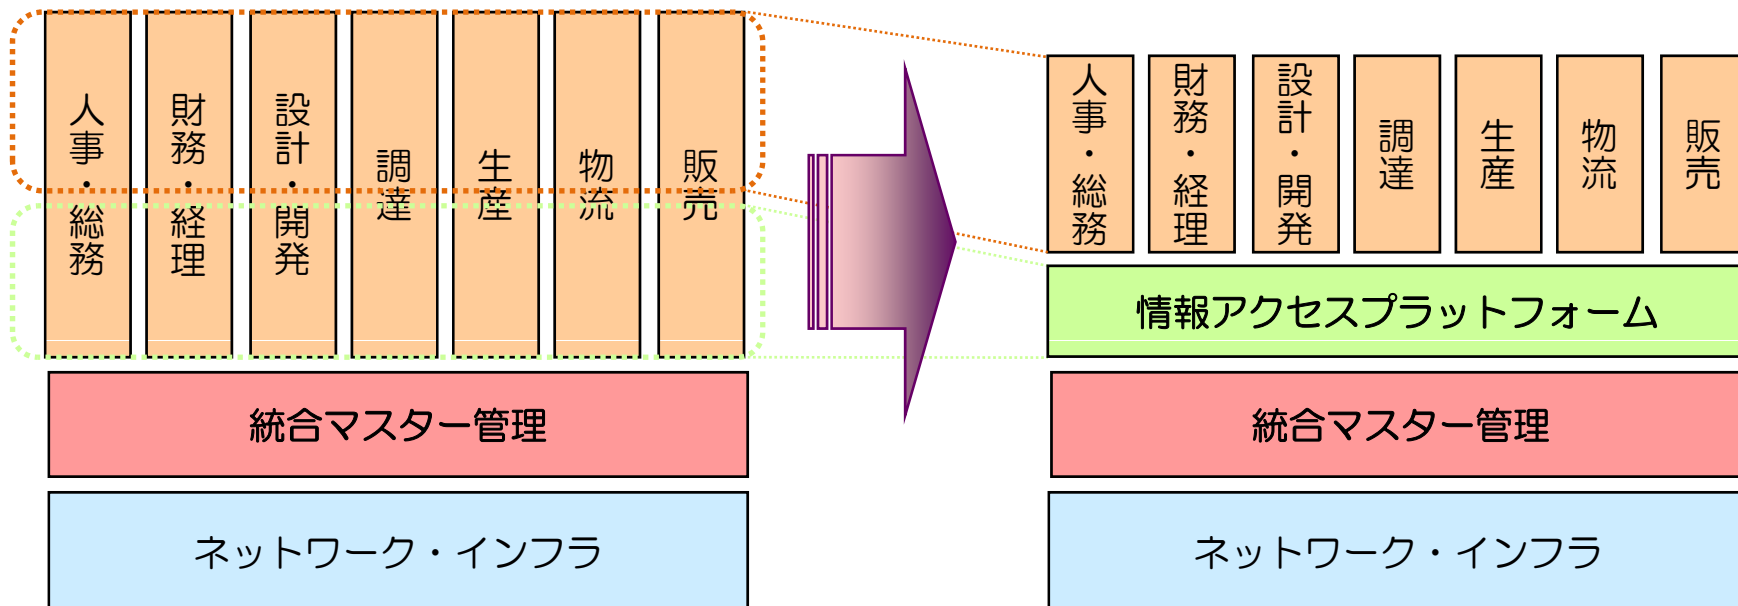 人事・総務
財務・経理
設計・開発
調達
生産
物流
販売
統合マスター管理
ネットワーク・インフラ
人事・総務
財務・経理
設計・開発
調達
生産
物流
販売
情報アクセスプラットフォーム
統合マスター管理
ネットワーク・インフラ